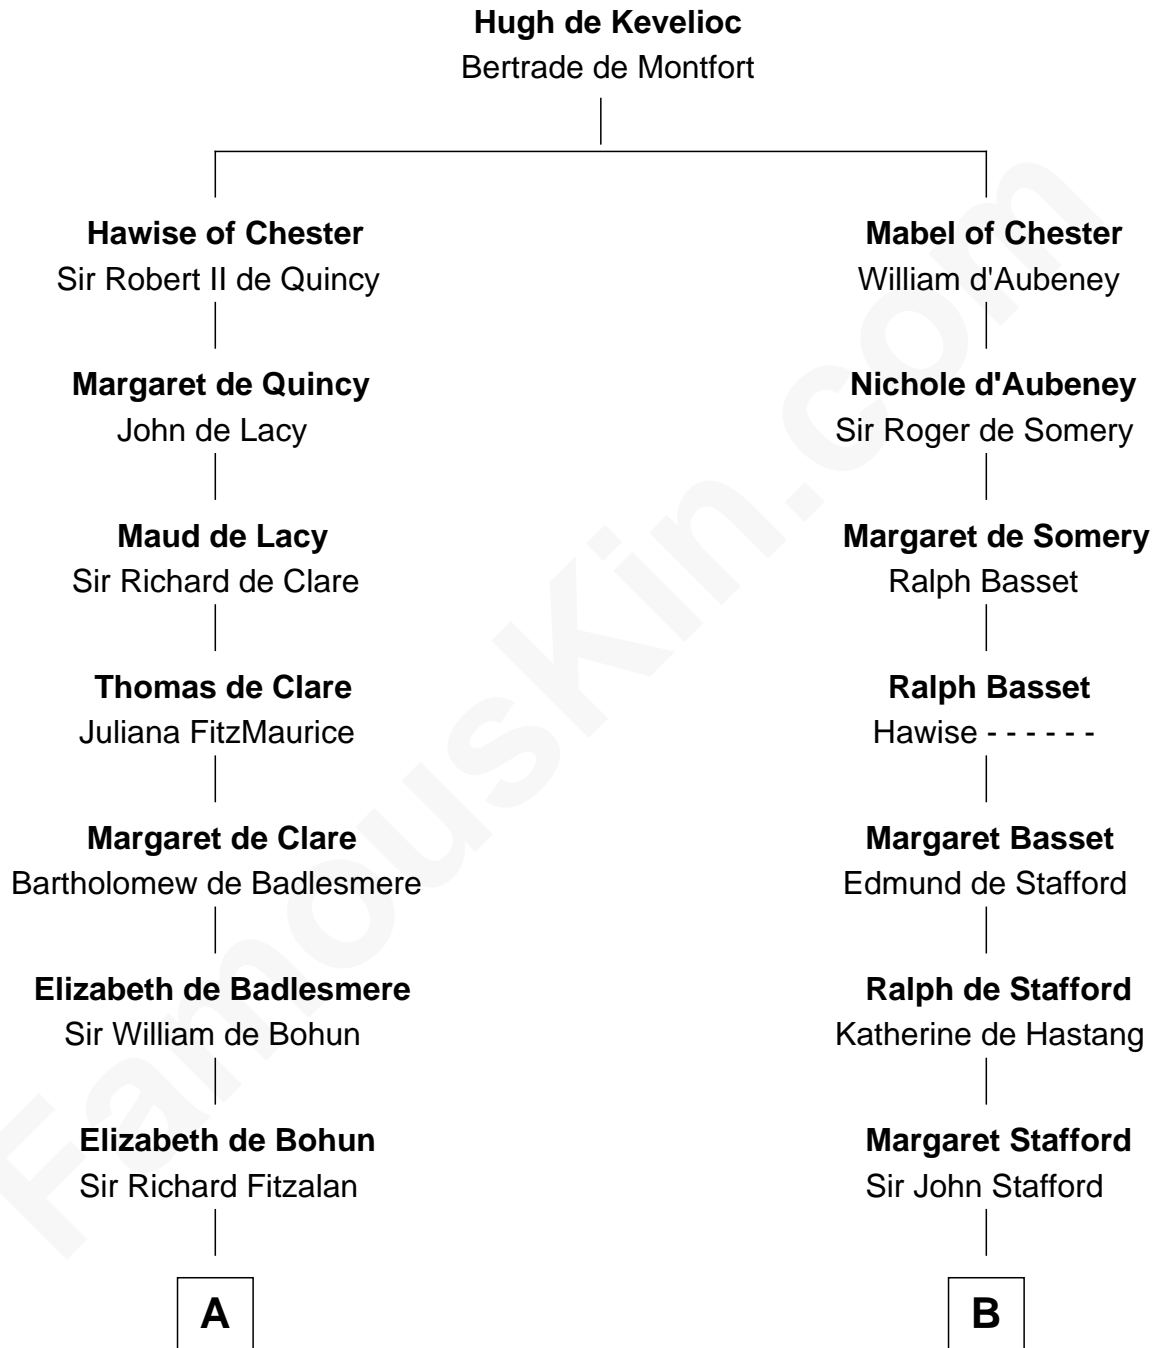 Hugh de Kevelioc
Bertrade de Montfort
Hawise of Chester
Sir Robert II de Quincy
Mabel of Chester
William d'Aubeney
Margaret de Quincy
John de Lacy
Nichole d'Aubeney
Sir Roger de Somery
Maud de Lacy
Sir Richard de Clare
Margaret de Somery
Ralph Basset
Thomas de Clare
Juliana FitzMaurice
Ralph Basset
Hawise - - - - - -
Margaret de Clare
Bartholomew de Badlesmere
Margaret Basset
Edmund de Stafford
Elizabeth de Badlesmere
Sir William de Bohun
Ralph de Stafford
Katherine de Hastang
Elizabeth de Bohun
Sir Richard Fitzalan
Margaret Stafford
Sir John Stafford
A
B
FamousKin.com